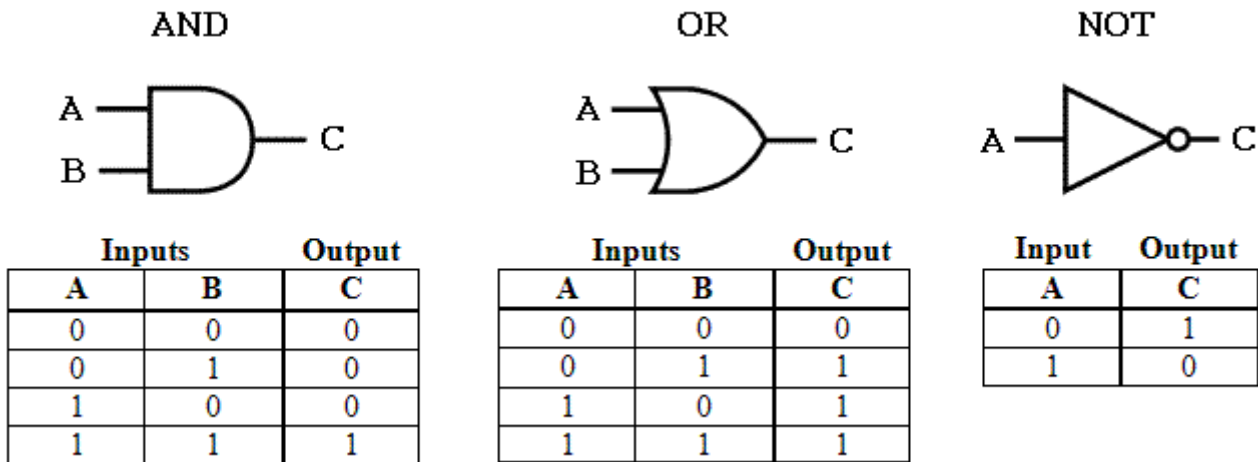 AND OR NOT
A A
C C A C
B B
Inputs Output Inputs Output Input Output
A B C A B C A C
0 0 0 0 0 0 0 1
0 1 0 0 1 1 1 0
1 0 0 1 0 1
1 1 1 1 1 1